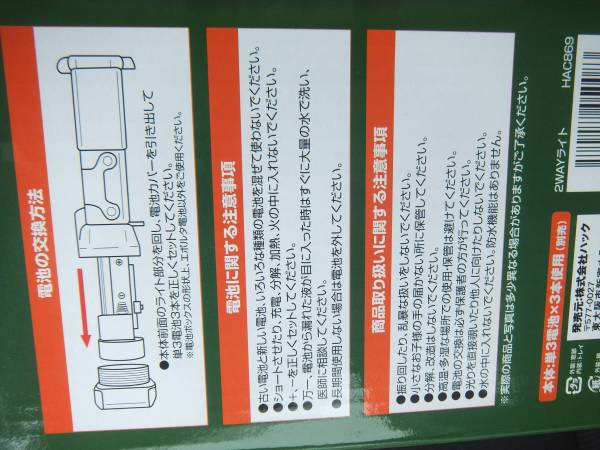 電池の交換方法
●本体前面のライト部分を回し、電池カバーを引き出して
単3電池3本を正しくセットしてください。
※電池ボックスの形状上、エボルタ電池以外をご使用ください。
電池に関する注意事項
●古い電池と新しい電池、いろいろな種類の電池を混ぜて使わないでください。
●ショートさせたり、充電、分解、加熱、火の中に入れないでください。
●+、−を正しくセットしてください。
●万一、電池から漏れた液が目に入った時はすぐに大量の水で洗い、
医師に相談してください。
●長期間使用しない場合は電池を外してください。
商品取り扱いに関する注意事項
●振り回したり、乱暴な扱いをしないでください。
●小さなお子様の手の届かない所に保管してください。
●分解、改造はしないでください。
●高温・多湿な場所での使用・保管は避けてください。
●電池の交換は必ず保護者の方が行ってください。
●光りを直接覗いたり他人に向けたりしないでください。
●水の中に入れないでください。防水機能はありません。
※実際の商品と写真は多少異なる場合がありますがご了承ください。
本体:単3電池×3本使用(別売)
発売元:株式会社ハック
〒577-0027
2WAYライト
HAC869